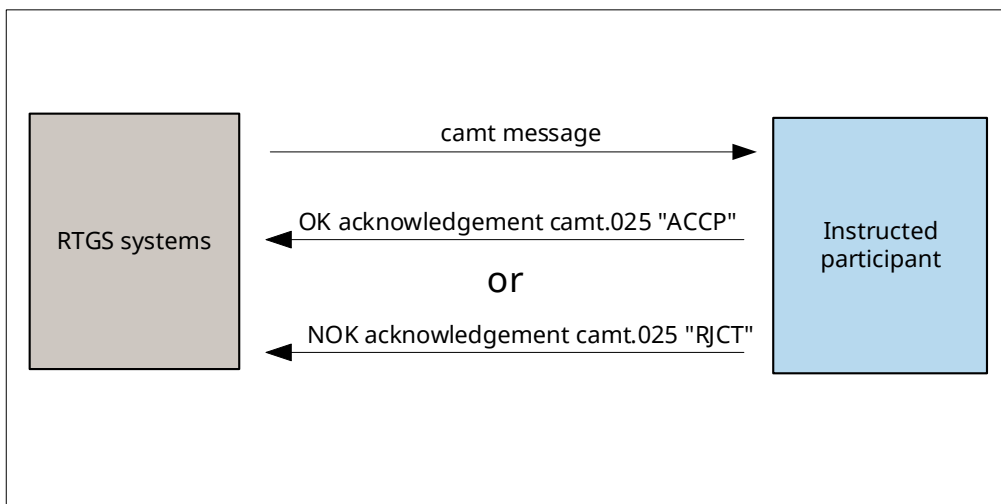 camt message
RTGS systems
OK acknowledgement camt.025 "ACCP"
or
NOK acknowledgement camt.025 "RJCT"
Instructed
participant